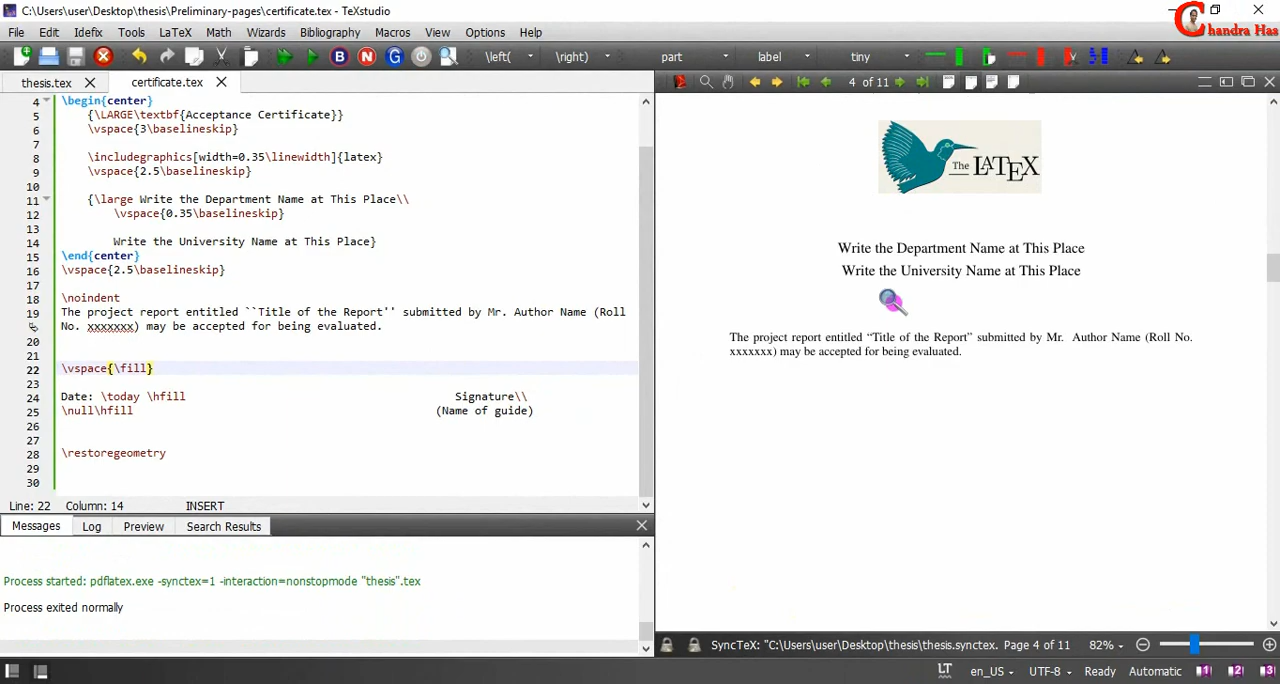 C:\Users\user\Desktop\thesis\Preliminary-pages\certificate.tex - TeXstudio
Chandra Has
File Edit Idefix Tools LaTeX Math Wizards Bibliography Macros View Options Help
B N G \left( \right) part label tiny
thesis.tex certificate.tex 4 of 11
4 \begin{center}
5 {\LARGE\textbf{Acceptance Certificate}}
6 \vspace{3\baselineskip}
7
8 \includegraphics[width=0.35\linewidth]{latex}
9 \vspace{2.5\baselineskip}
10
11 {\large Write the Department Name at This Place\\
12 \vspace{0.35\baselineskip}
13
14 Write the University Name at This Place}
15 \end{center}
16 \vspace{2.5\baselineskip}
17
18 \noindent
19 The project report entitled ``Title of the Report'' submitted by Mr. Author Name (Roll
No. xxxxxxx) may be accepted for being evaluated.
20
21
22 \vspace{\fill}
23
24 Date: \today \hfill Signature\\
25 \null\hfill (Name of guide)
26
27
28 \restoregeometry
29
30
Line: 22 Column: 14 INSERT
Messages Log Preview Search Results
Process started: pdflatex.exe -synctex=1 -interaction=nonstopmode "thesis".tex
Process exited normally
The LATEX
Write the Department Name at This Place
Write the University Name at This Place
The project report entitled “Title of the Report” submitted by Mr. Author Name (Roll No.
xxxxxxx) may be accepted for being evaluated.
SyncTeX: "C:\Users\user\Desktop\thesis\thesis.synctex. Page 4 of 11 82%
LT en_US UTF-8 Ready Automatic 1 2 3